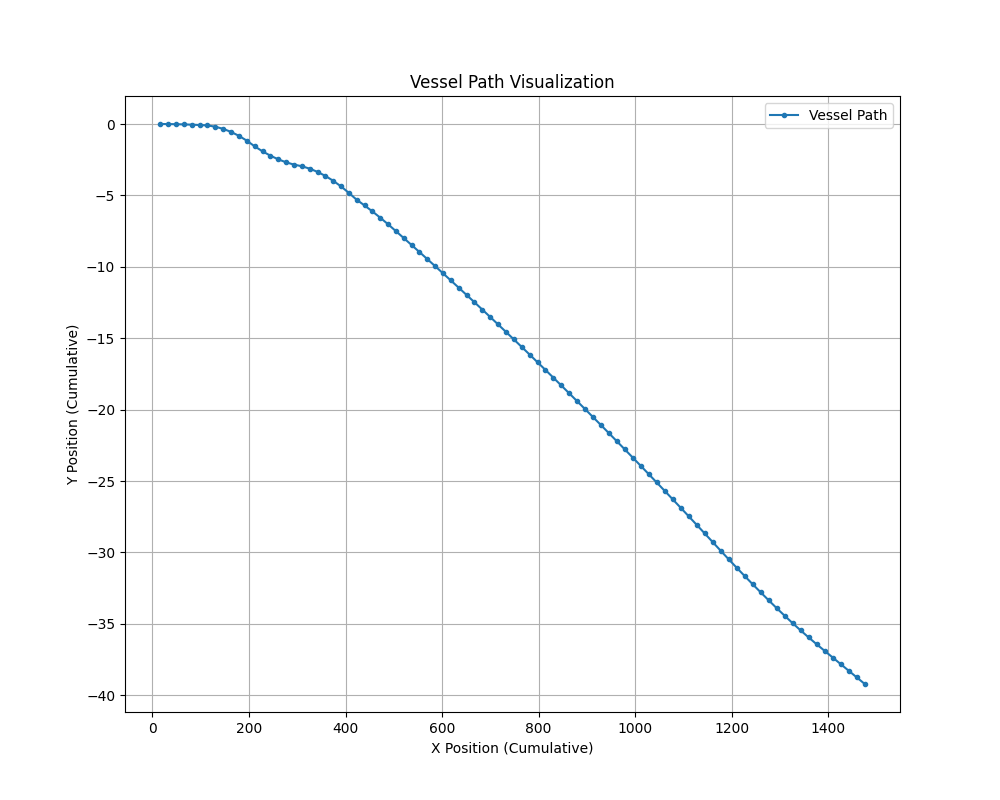 Vessel Path Visualization
Vessel Path
0
−5
−10
−15
−20
−25
−30
−35
−40
Y Position (Cumulative)
0 200 400 600 800 1000 1200 1400
X Position (Cumulative)